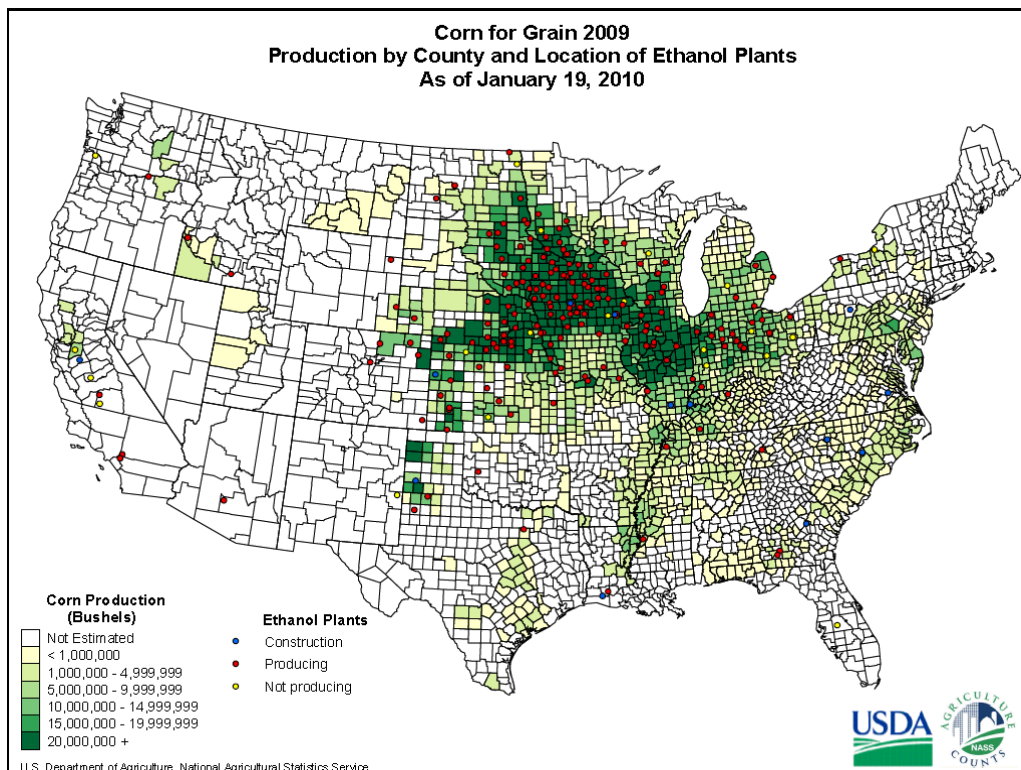 Corn for Grain 2009
Production by County and Location of Ethanol Plants
As of January 19, 2010
Corn Production
(Bushels)
Not Estimated
< 1,000,000
1,000,000 - 4,999,999
5,000,000 - 9,999,999
10,000,000 - 14,999,999
15,000,000 - 19,999,999
20,000,000 +
Ethanol Plants
Construction
Producing
Not producing
USDA
AGRICULTURE
NASS
COUNTS
U.S. Department of Agriculture, National Agricultural Statistics Service